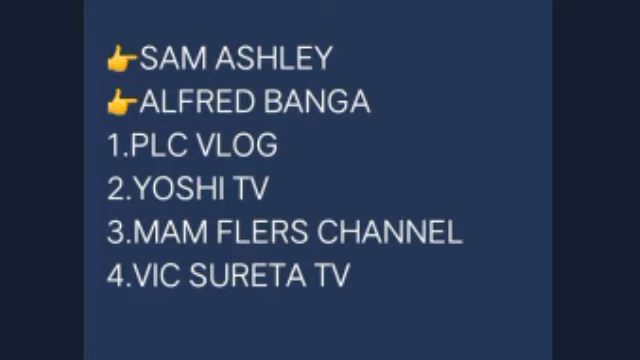 👉SAM ASHLEY
👉ALFRED BANGA
1.PLC VLOG
2.YOSHI TV
3.MAM FLERS CHANNEL
4.VIC SURETA TV